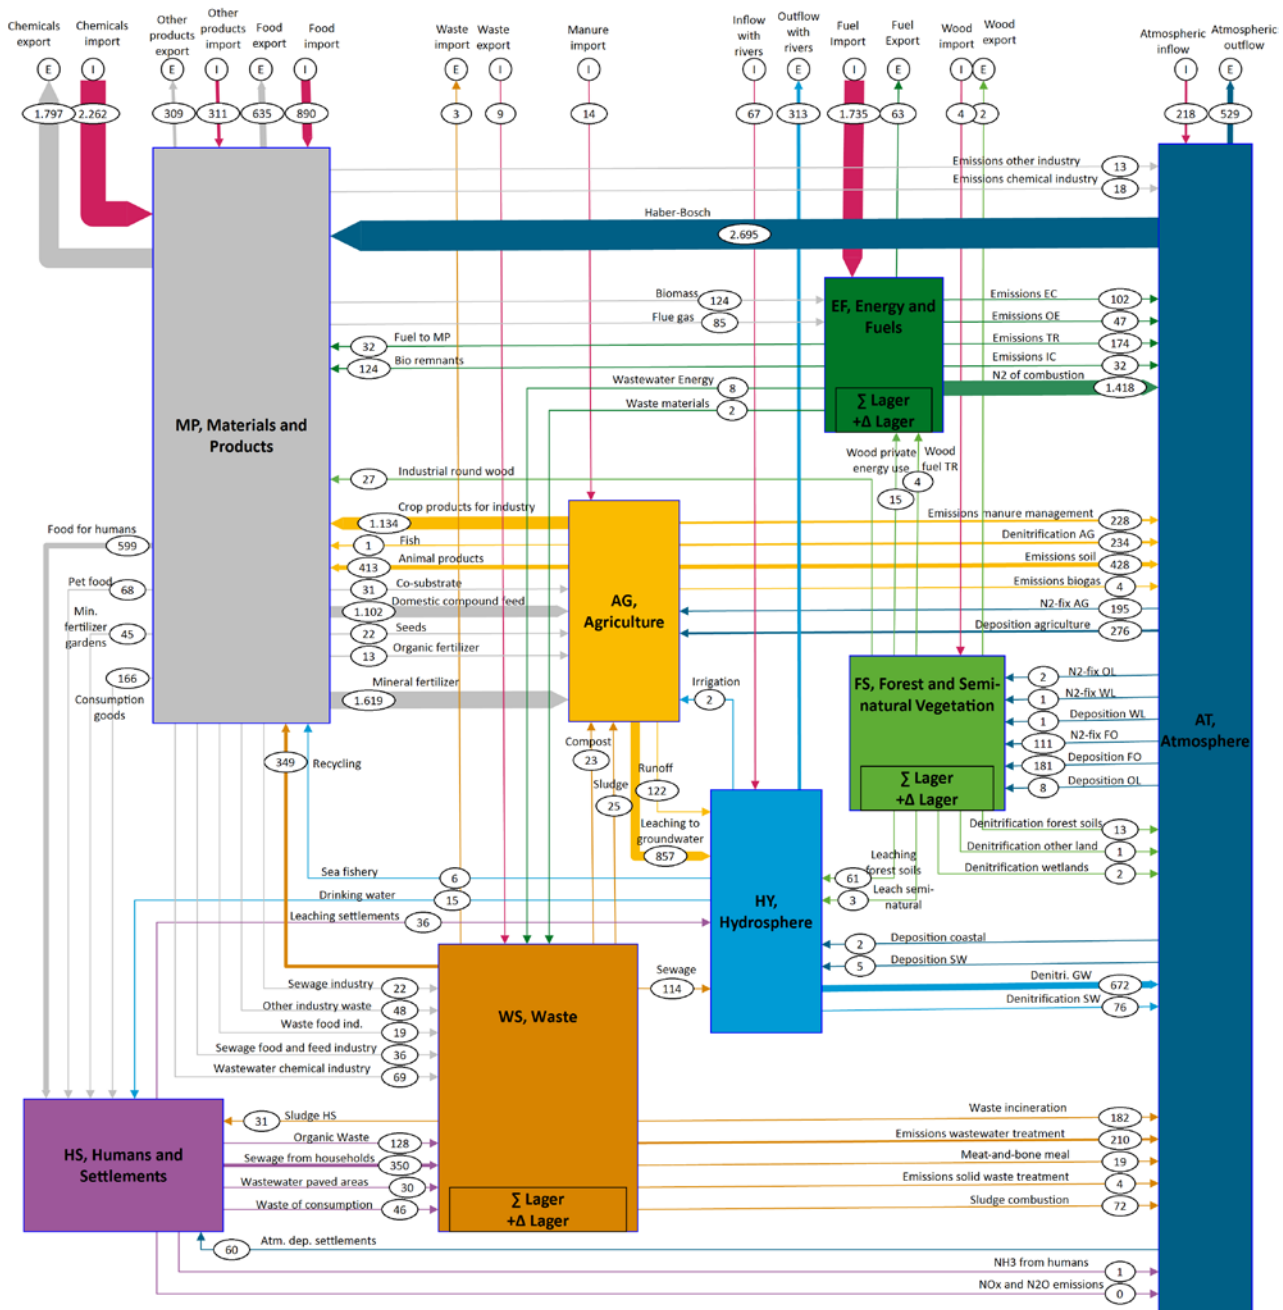 Chemicals
export
Chemicals
import
Other
products
export
Other
products
import
Food
export
Food
import
Waste
import
Waste
export
Manure
import
Inflow
with
rivers
Outflow
with
rivers
Fuel
Import
Fuel
Export
Wood
import
Wood
export
Atmospheric
inflow
Atmospheric
outflow
E
I
E
I
E
I
E
I
I
I
E
I
E
I
E
I
E
1.797
2.262
309
311
635
890
3
9
14
67
313
1.735
63
4
2
218
529
Emissions other industry
13
Emissions chemical industry
18
Haber-Bosch
2.695
Biomass
124
Flue gas
85
Fuel to MP
32
Bio remnants
124
Wastewater Energy
8
Waste materials
2
EF, Energy and
Fuels
∑ Lager
+Δ Lager
Emissions EC
102
Emissions OE
47
Emissions TR
174
Emissions IC
32
N2 of combustion
1.418
MP, Materials and
Products
Wood private
energy use
15
Wood
fuel TR
4
Industrial round wood
27
Crop products for industry
1.134
Fish
1
Animal products
413
Co-substrate
31
Domestic compound feed
1.102
Seeds
22
Organic fertilizer
13
Mineral fertilizer
1.619
Food for humans
599
Pet food
68
Min.
fertilizer
gardens
45
166
Consumption
goods
AG,
Agriculture
Emissions manure management
228
Denitrification AG
234
Emissions soil
428
Emissions biogas
4
N2-fix AG
195
Deposition agriculture
276
FS, Forest and Semi-
natural Vegetation
∑ Lager
+Δ Lager
N2-fix OL
2
N2-fix WL
1
Deposition WL
1
N2-fix FO
111
Deposition FO
181
Deposition OL
8
AT,
Atmosphere
Irrigation
2
349
Recycling
Compost
23
Sludge
25
Runoff
122
Leaching to
groundwater
857
Denitrification forest soils
13
Denitrification other land
1
Denitrification wetlands
2
Leaching
forest soils
61
Leach semi-
natural
3
Sea fishery
6
Drinking water
15
Leaching settlements
36
HY,
Hydrosphere
Deposition coastal
2
Deposition SW
5
Denitri. GW
672
Denitrification SW
76
Sewage
114
Sewage industry
22
Other industry waste
48
Waste food ind.
19
Sewage food and feed industry
36
Wastewater chemical industry
69
WS, Waste
∑ Lager
+Δ Lager
HS, Humans and
Settlements
Sludge HS
31
Organic Waste
128
Sewage from households
350
Wastewater paved areas
30
Waste of consumption
46
Waste incineration
182
Emissions wastewater treatment
210
Meat-and-bone meal
19
Emissions solid waste treatment
4
Sludge combustion
72
Atm. dep. settlements
60
NH3 from humans
1
NOx and N2O emissions
0